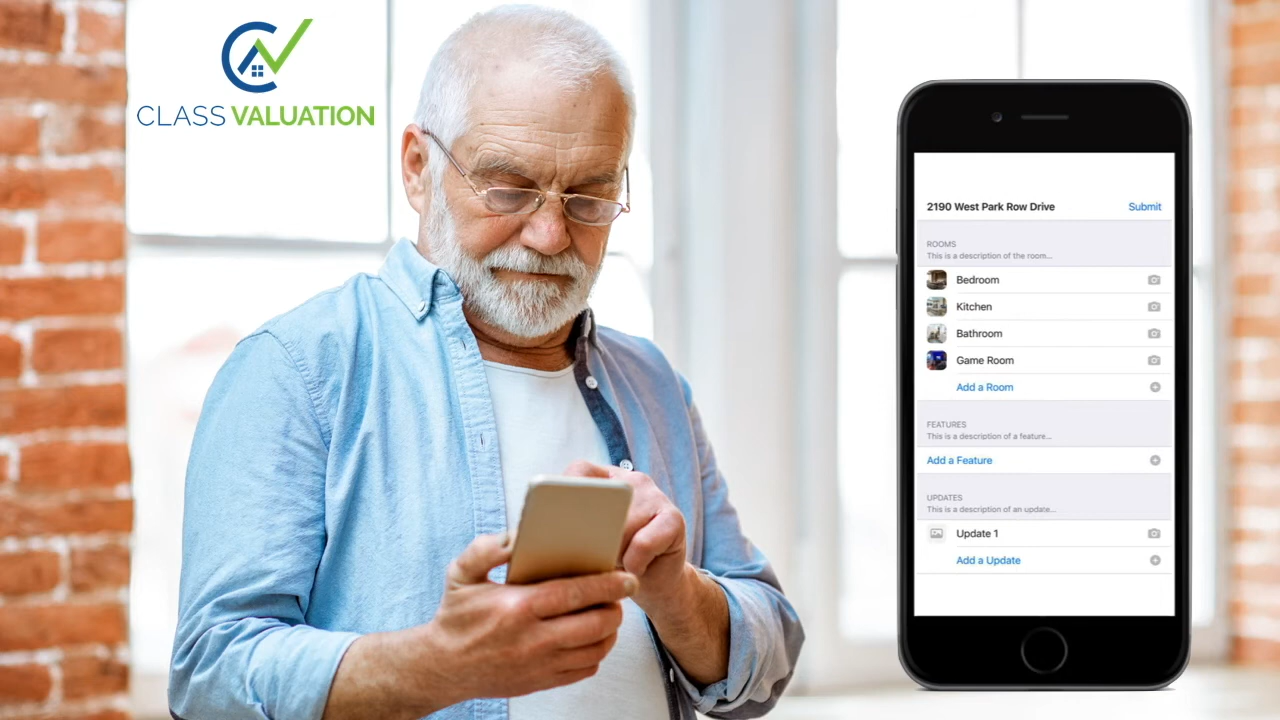 CLASS VALUATION
2190 West Park Row Drive Submit
ROOMS
This is a description of the room...
Bedroom
Kitchen
Bathroom
Game Room
Add a Room
FEATURES
This is a description of a feature...
Add a Feature
UPDATES
This is a description of an update...
Update 1
Add a Update